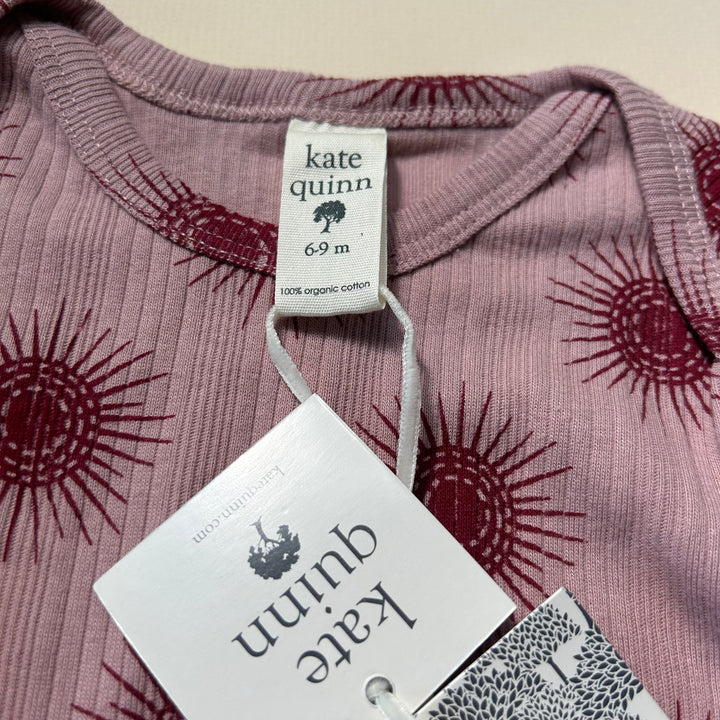 kate
quinn
6-9 m
100% organic cotton
kate
quinn
katequinn.com